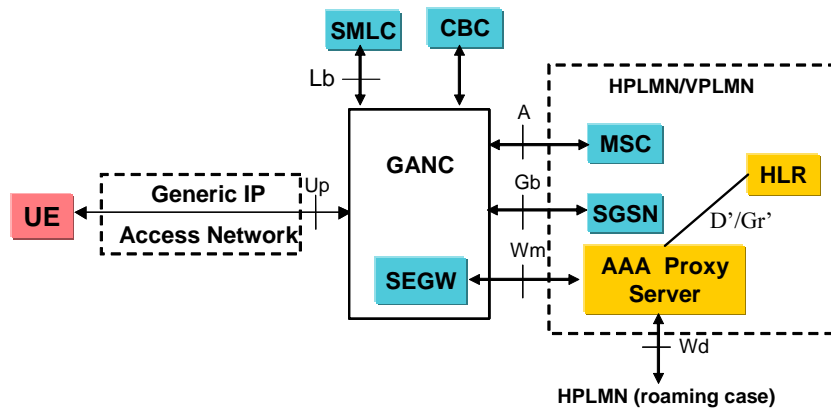 SMLC
CBC
Lb
HPLMN/VPLMN
A
MSC
GANC
HLR
Generic IP
Up
Gb
UE
SGSN
D’/Gr’
Access Network
Wm
SEGW
AAA Proxy
Server
Wd
HPLMN (roaming case)